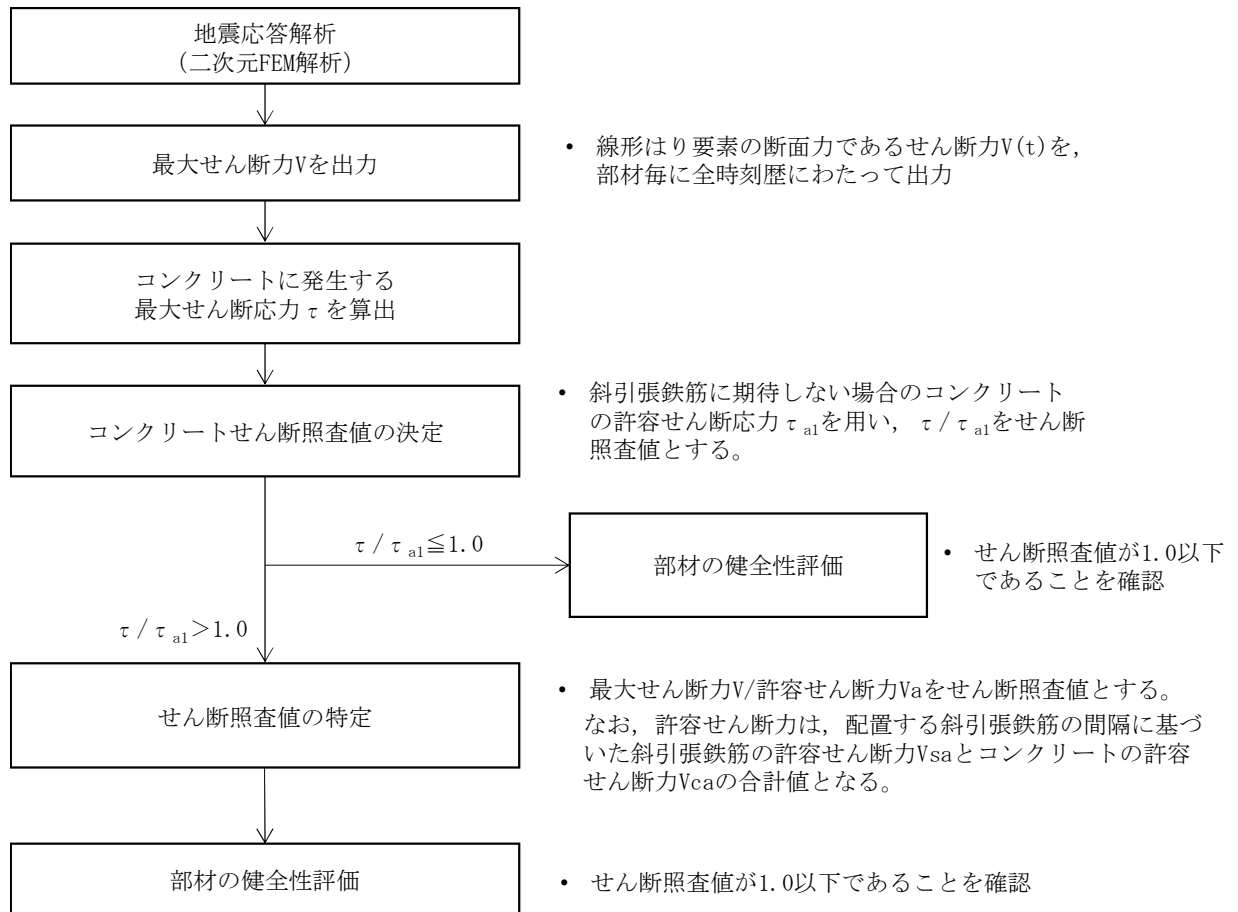 地震応答解析
(二次元FEM解析)
最大せん断力Vを出力
• 線形はり要素の断面力であるせん断力V(t)を，
部材毎に全時刻歴にわたって出力
コンクリートに発生する
最大せん断応力τを算出
コンクリートせん断照査値の決定
• 斜引張鉄筋に期待しない場合のコンクリート
の許容せん断応力τa1を用い，τ/τa1をせん断
照査値とする。
τ/τa1≦1.0
部材の健全性評価
• せん断照査値が1.0以下
であることを確認
τ/τa1＞1.0
せん断照査値の特定
• 最大せん断力V/許容せん断力Vaをせん断照査値とする。
なお，許容せん断力は，配置する斜引張鉄筋の間隔に基づ
いた斜引張鉄筋の許容せん断力Vsaとコンクリートの許容
せん断力Vcaの合計値となる。
部材の健全性評価
• せん断照査値が1.0以下であることを確認